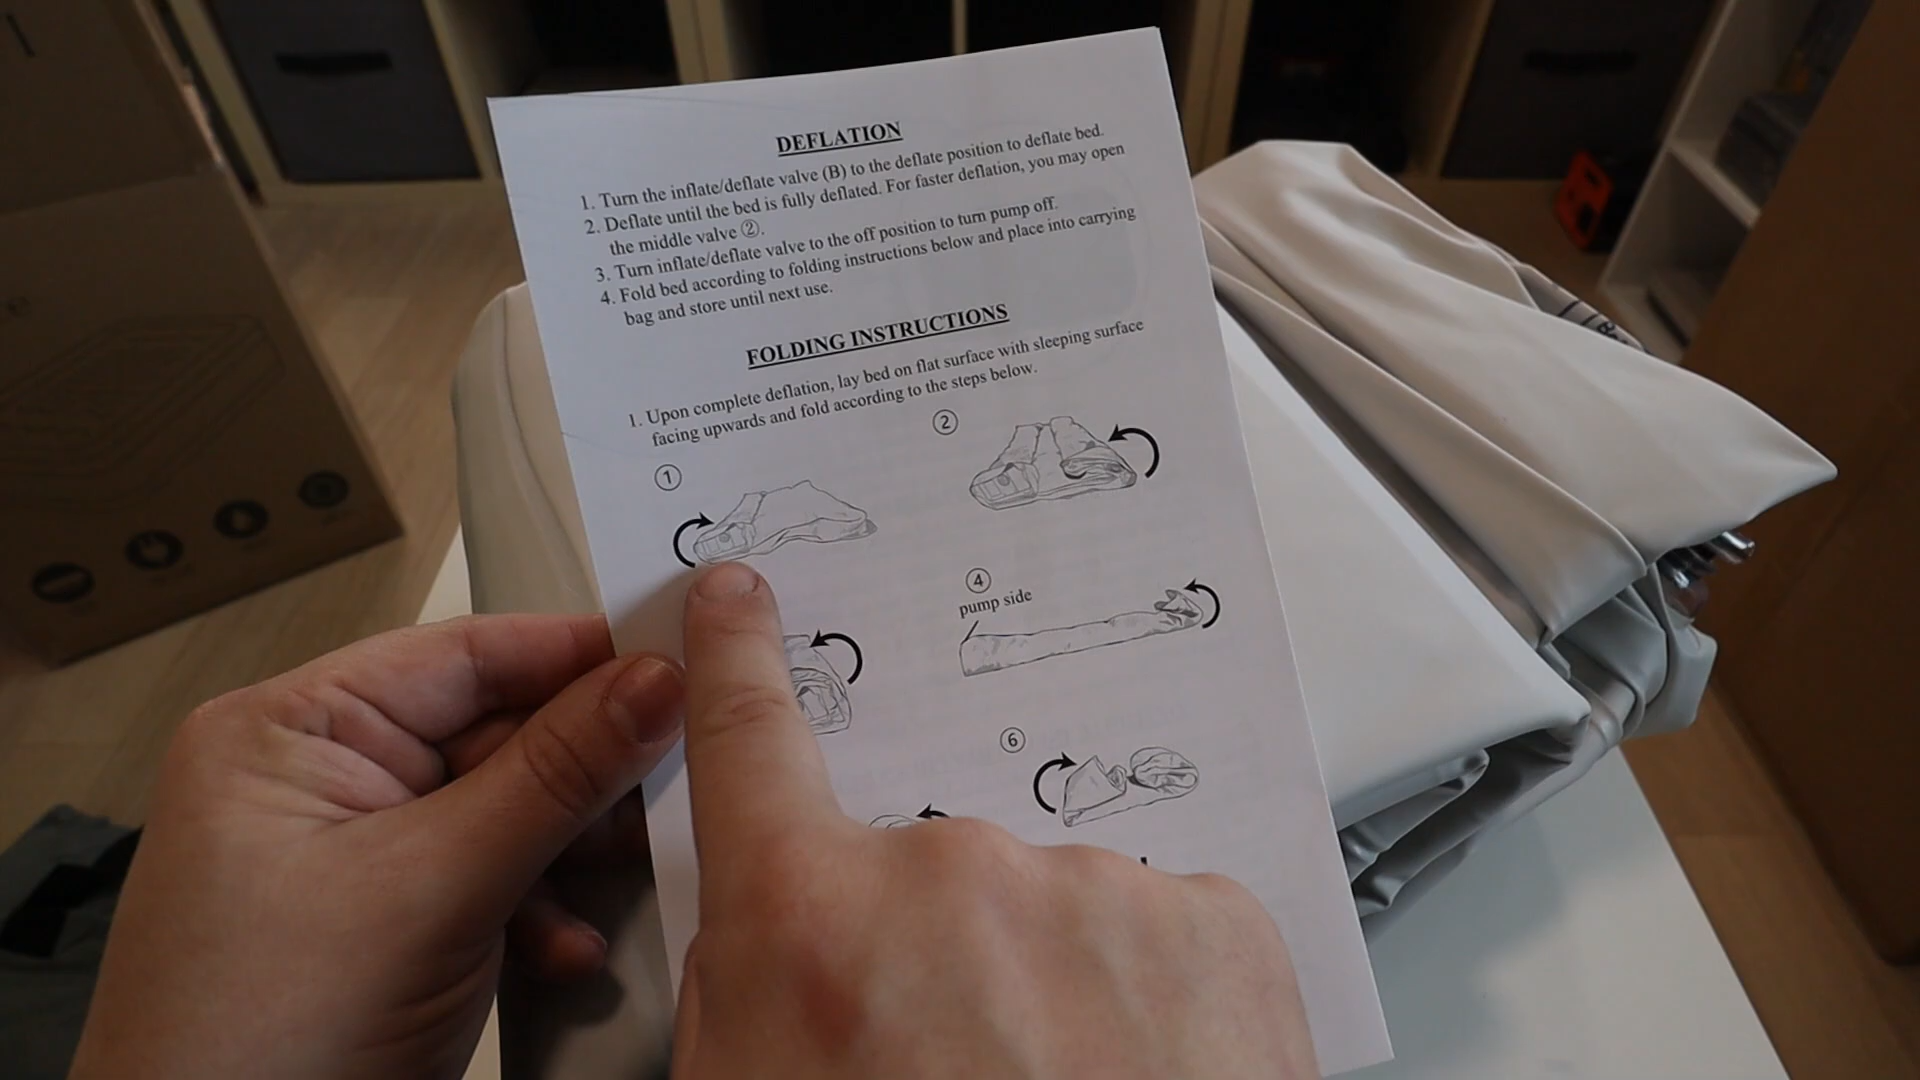 DEFLATION
1. Turn the inflate/deflate valve (B) to the deflate position to deflate bed.
2. Deflate until the bed is fully deflated. For faster deflation, you may open
the middle valve ②.
3. Turn inflate/deflate valve to the off position to turn pump off.
4. Fold bed according to folding instructions below and place into carrying
bag and store until next use.
FOLDING INSTRUCTIONS
1. Upon complete deflation, lay bed on flat surface with sleeping surface
facing upwards and fold according to the steps below.
①
②
④
pump side
⑥